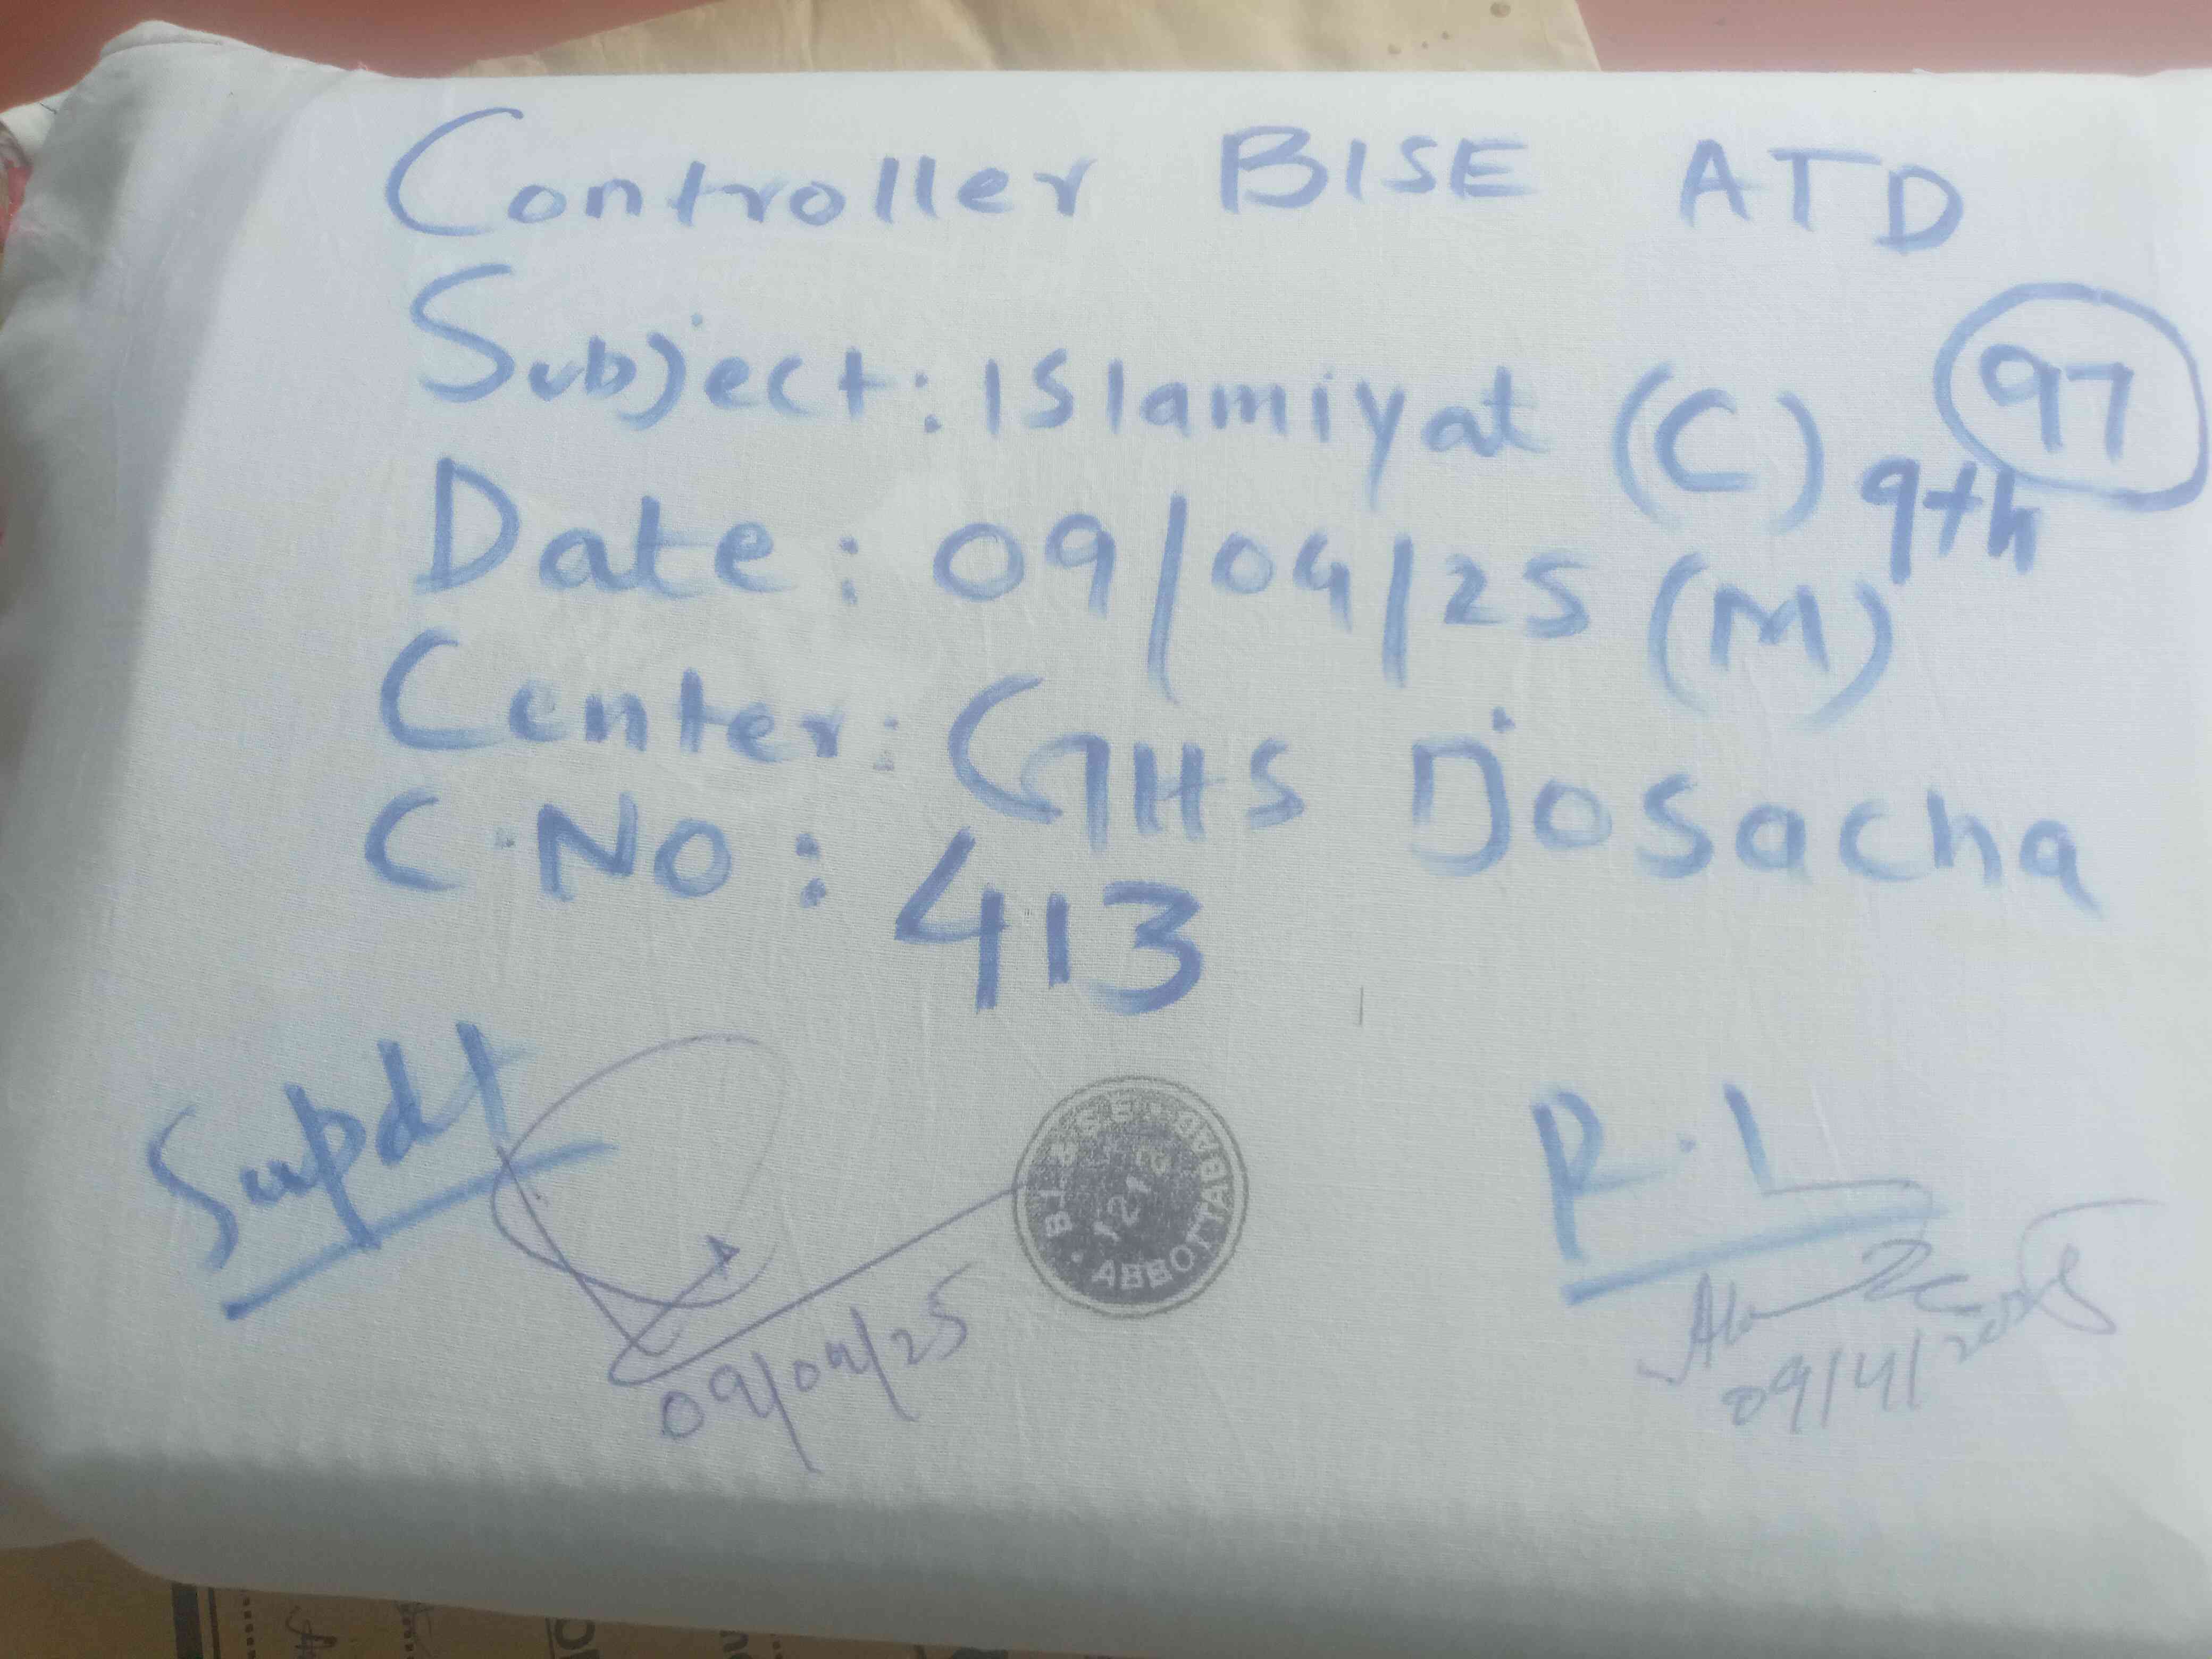 Controller BISE ATD
Subject: Islamiyat (C) 9th
97
Date: 09/04/25 (M)
Center: GHS Dosacha
C.NO: 413
Supdt
09/04/25
B.I.&S.E. ABBOTTABAD
R.I
09/4/2025